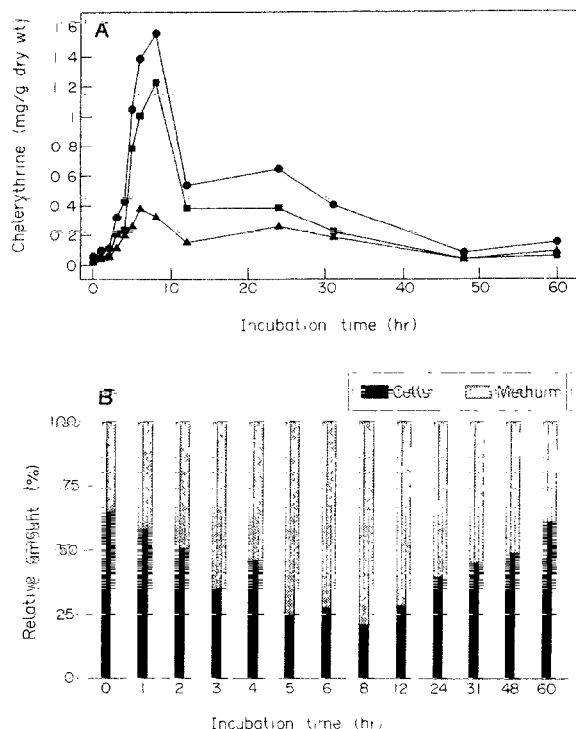 A
Chelerythrine (mg/g dry wt)
1 6
1 4
1 2
1
0 8
0 6
0 4
0 2
0
0 10 20 30 40 50 60
Incubation time (hr)
B
Cells Medium
Relative amount (%)
100
75
50
25
0
0 1 2 3 4 5 6 8 12 24 31 48 60
Incubation time (hr)